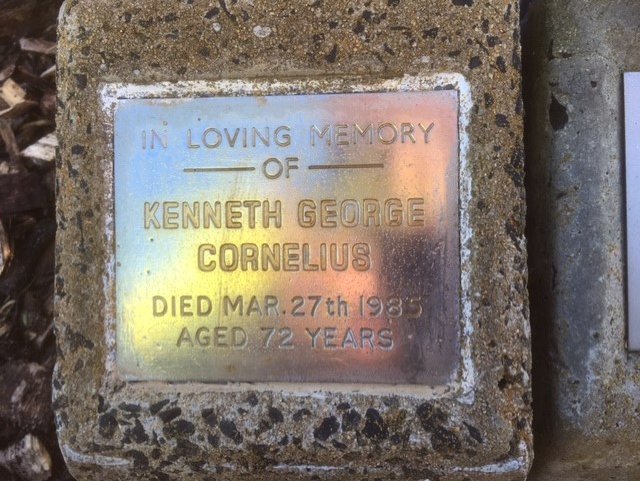 IN LOVING MEMORY
OF
KENNETH GEORGE
CORNELIUS
DIED MAR. 27th 1985
AGED 72 YEARS